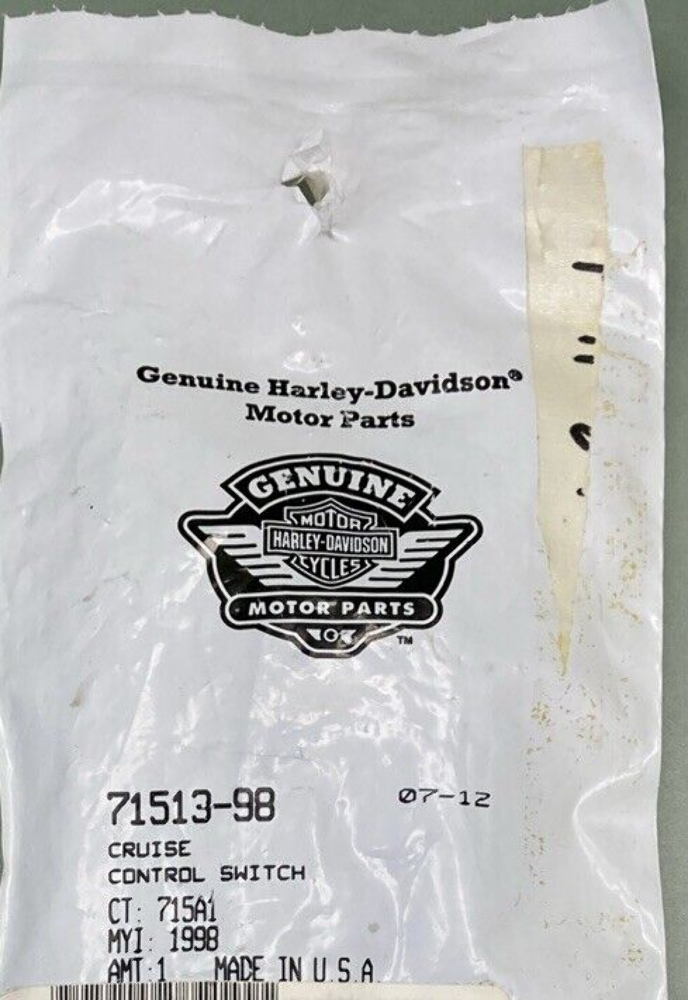 Genuine Harley-Davidson®
Motor Parts
GENUINE
MOTOR
HARLEY-DAVIDSON
CYCLES
MOTOR PARTS
TM
71513-98 07-12
CRUISE
CONTROL SWITCH
CT: 715A1
MYI: 1998
AMT:1 MADE IN U.S.A.